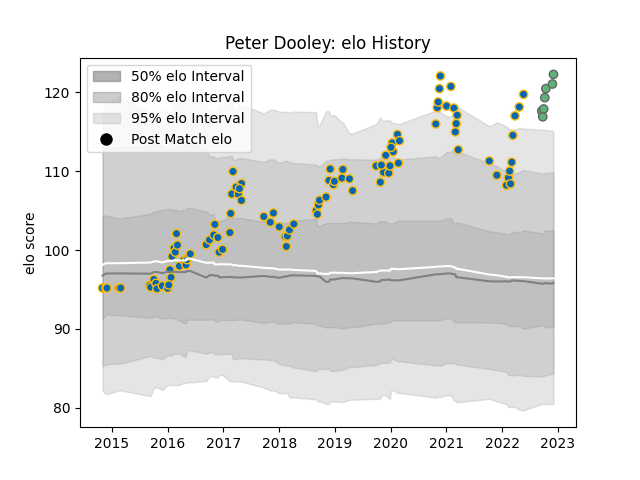 Peter Dooley: elo History
50% elo Interval
80% elo Interval
95% elo Interval
Post Match elo
elo score
120
110
100
90
80
2015 2016 2017 2018 2019 2020 2021 2022 2023